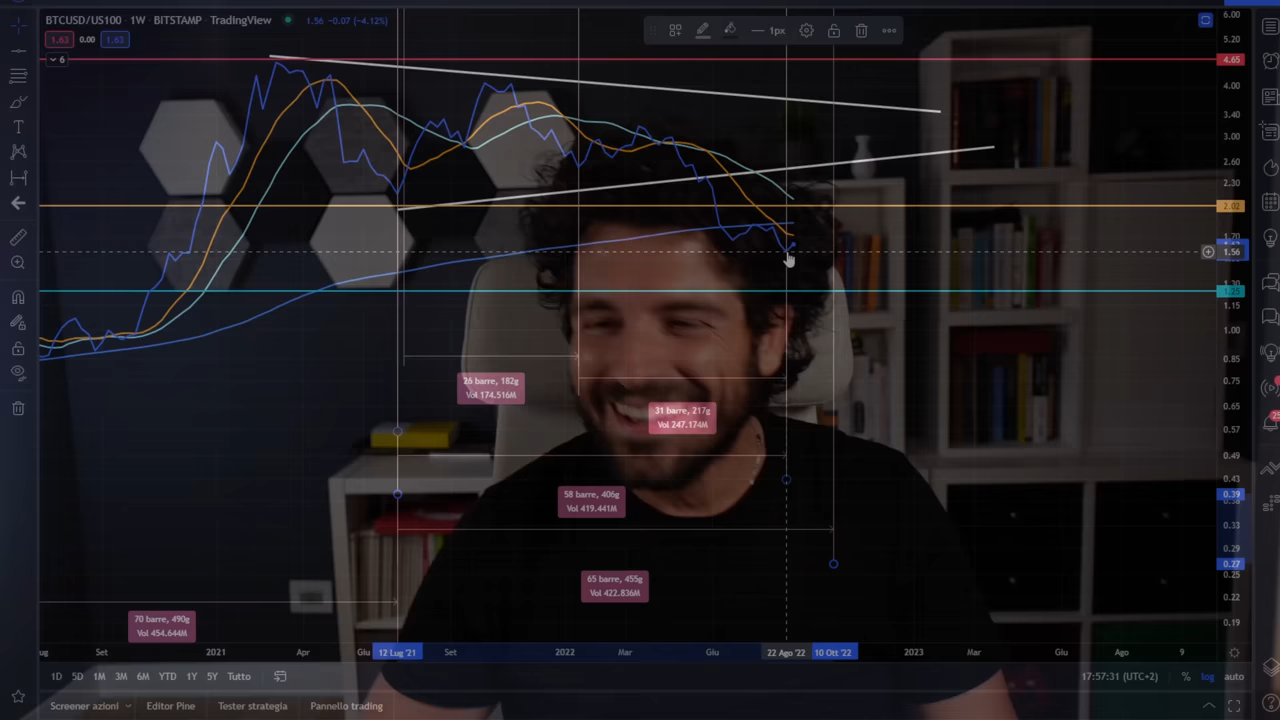 BTCUSD/US100 · 1W · BITSTAMP TradingView 1.56 −0.07 (−4.12%)
1.63 0.00 1.63
6
1px
6.00
5.20
4.65
4.00
3.40
3.00
2.60
2.30
2.02
1.70
1.56
1.30
1.15
1.00
0.85
0.75
0.65
0.57
0.49
0.43
0.39
0.33
0.29
0.27
0.25
0.22
0.19
26 barre, 182g
Vol 174.516M
31 barre, 217g
Vol 247.174M
58 barre, 406g
Vol 419.441M
65 barre, 455g
Vol 422.836M
70 barre, 490g
Vol 454.644M
ug Set 2021 Apr Giu 12 Lug '21 Set 2022 Mar Giu 22 Ago '22 10 Ott '22 2023 Mar Giu Ago 9
1D 5D 1M 3M 6M YTD 1Y 5Y Tutto 17:57:31 (UTC+2) % log auto
Screener azioni Editor Pine Tester strategia Pannello trading